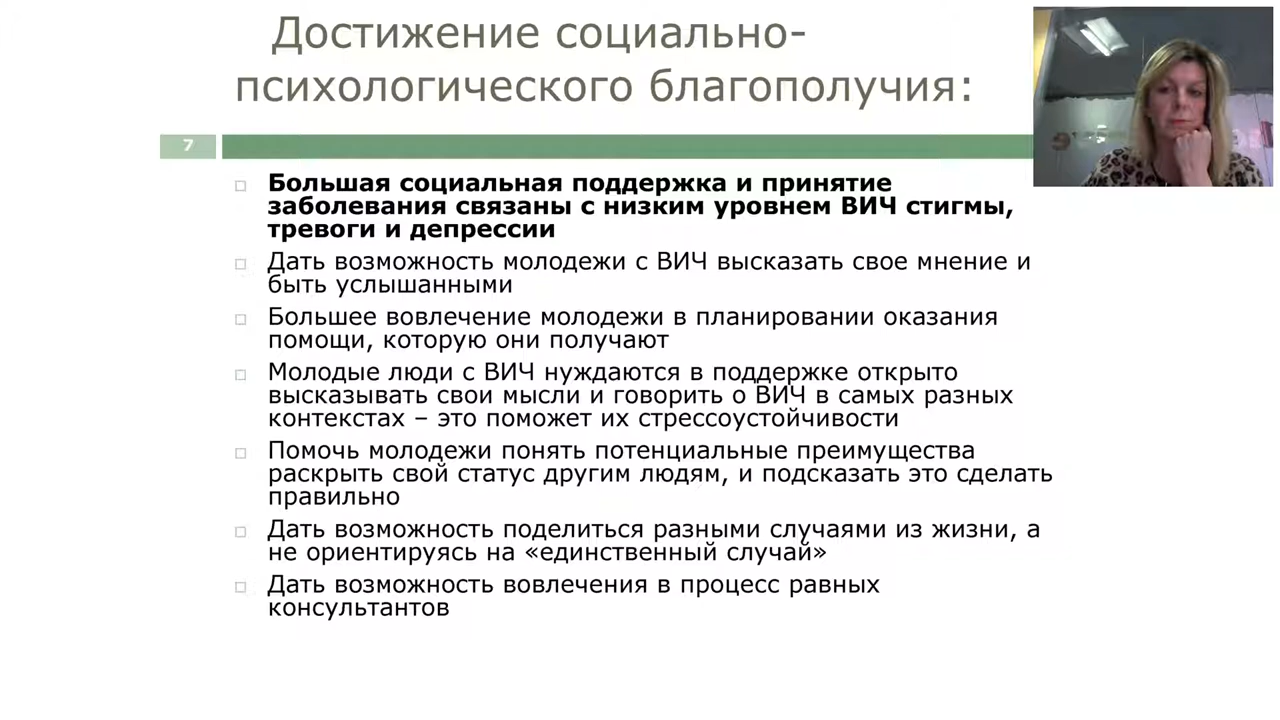 Достижение социально-
психологического благополучия:
7
Большая социальная поддержка и принятие
заболевания связаны с низким уровнем ВИЧ стигмы,
тревоги и депрессии
Дать возможность молодежи с ВИЧ высказать свое мнение и
быть услышанными
Большее вовлечение молодежи в планировании оказания
помощи, которую они получают
Молодые люди с ВИЧ нуждаются в поддержке открыто
высказывать свои мысли и говорить о ВИЧ в самых разных
контекстах – это поможет их стрессоустойчивости
Помочь молодежи понять потенциальные преимущества
раскрыть свой статус другим людям, и подсказать это сделать
правильно
Дать возможность поделиться разными случаями из жизни, а
не ориентируясь на «единственный случай»
Дать возможность вовлечения в процесс равных
консультантов